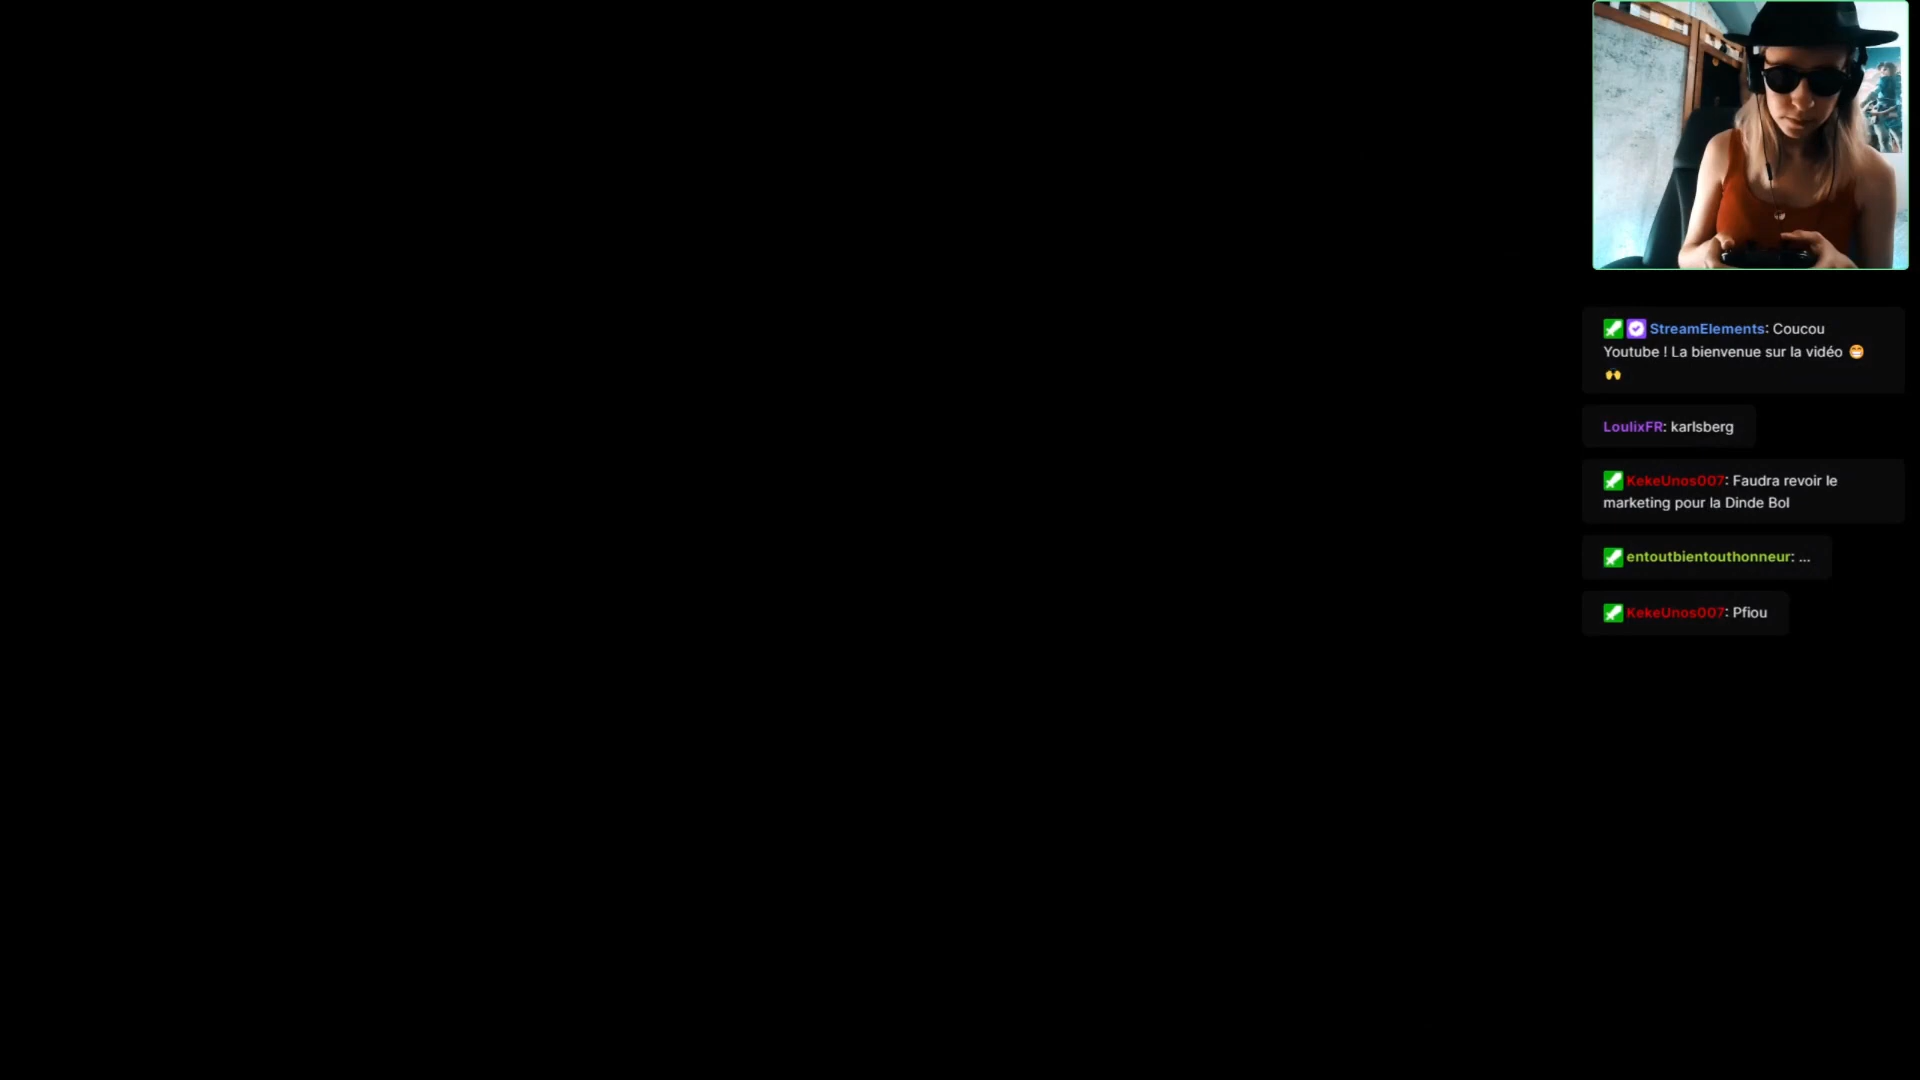 StreamElements: Coucou
Youtube ! La bienvenue sur la vidéo 😁
🙌
LoulixFR: karlsberg
KekeUnos007: Faudra revoir le
marketing pour la Dinde Bol
entoutbientouthonneur: ...
KekeUnos007: Pfiou